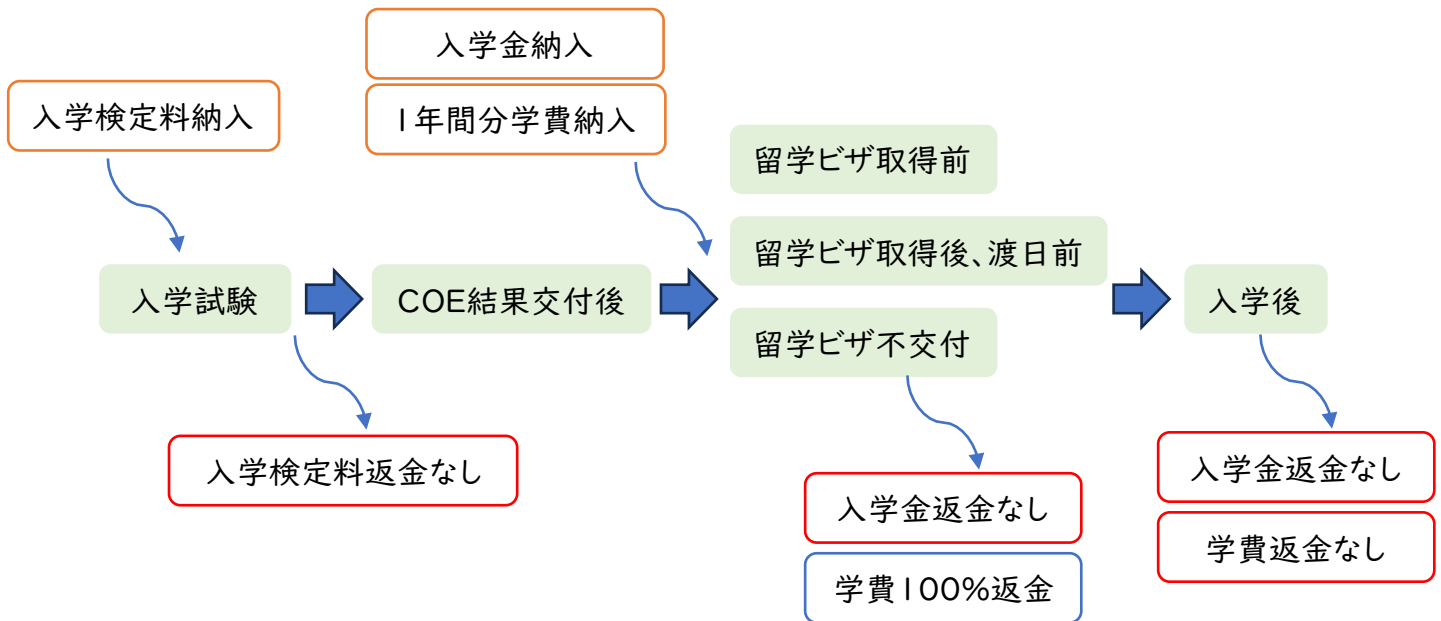 入学金納入
入学検定料納入
1年間分学費納入
留学ビザ取得前
留学ビザ取得後、渡日前
入学試験
COE結果交付後
入学後
留学ビザ不交付
入学検定料返金なし
入学金返金なし
入学金返金なし
学費返金なし
学費100%返金